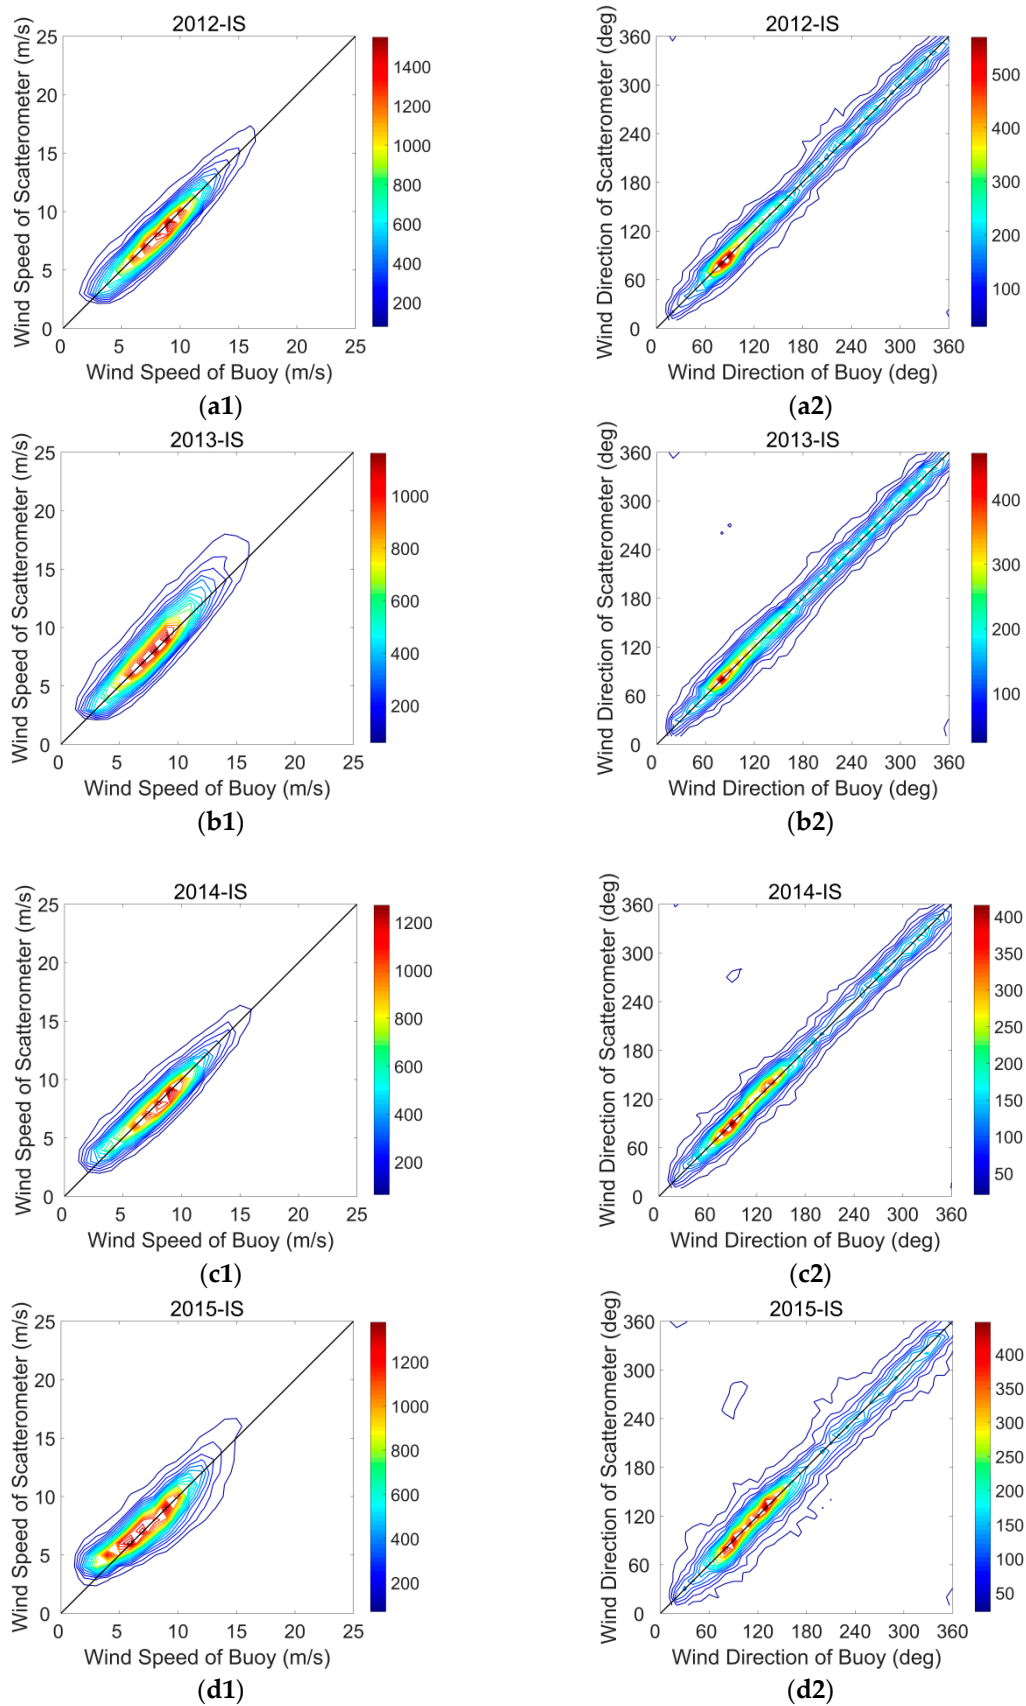 2012-IS
Wind Speed of Scatterometer (m/s)
25
20
15
10
5
0
0 5 10 15 20 25
Wind Speed of Buoy (m/s)
1400
1200
1000
800
600
400
200
(a1)
2012-IS
Wind Direction of Scatterometer (deg)
360
300
240
180
120
60
0
0 60 120 180 240 300 360
Wind Direction of Buoy (deg)
500
400
300
200
100
(a2)
2013-IS
Wind Speed of Scatterometer (m/s)
25
20
15
10
5
0
0 5 10 15 20 25
Wind Speed of Buoy (m/s)
1000
800
600
400
200
(b1)
2013-IS
Wind Direction of Scatterometer (deg)
360
300
240
180
120
60
0
0 60 120 180 240 300 360
Wind Direction of Buoy (deg)
400
300
200
100
(b2)
2014-IS
Wind Speed of Scatterometer (m/s)
25
20
15
10
5
0
0 5 10 15 20 25
Wind Speed of Buoy (m/s)
1200
1000
800
600
400
200
(c1)
2014-IS
Wind Direction of Scatterometer (deg)
360
300
240
180
120
60
0
0 60 120 180 240 300 360
Wind Direction of Buoy (deg)
400
350
300
250
200
150
100
50
(c2)
2015-IS
Wind Speed of Scatterometer (m/s)
25
20
15
10
5
0
0 5 10 15 20 25
Wind Speed of Buoy (m/s)
1200
1000
800
600
400
200
(d1)
2015-IS
Wind Direction of Scatterometer (deg)
360
300
240
180
120
60
0
0 60 120 180 240 300 360
Wind Direction of Buoy (deg)
400
350
300
250
200
150
100
50
(d2)